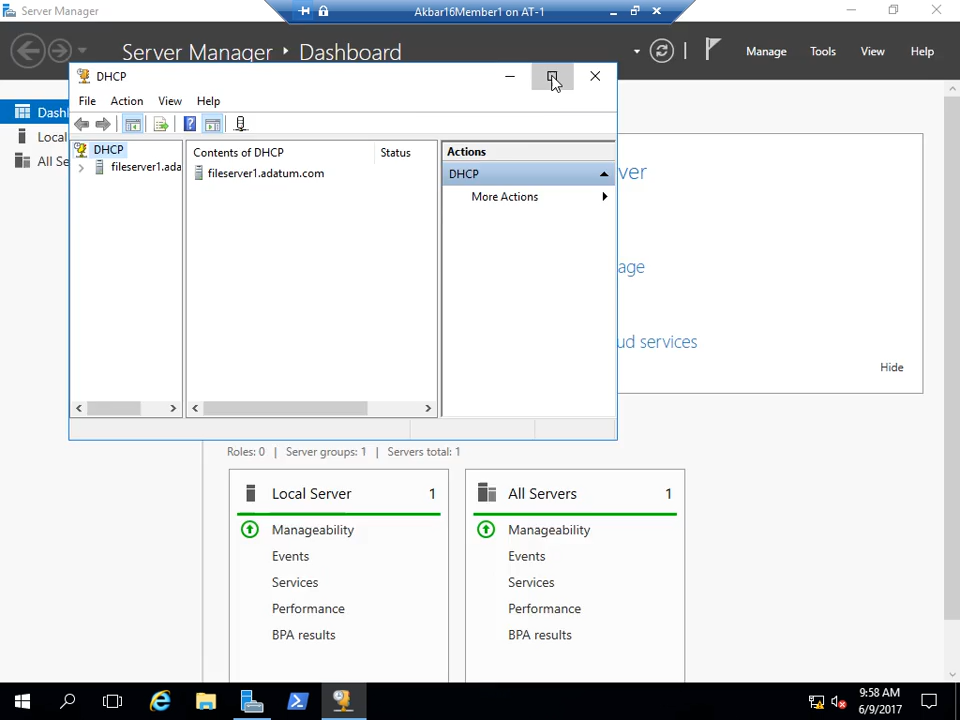 Server Manager
Akbar16Member1 on AT-1
Server Manager
Dashboard
Manage
Tools
View
Help
DHCP
File
Action
View
Help
DHCP
fileserver1.ada
Contents of DHCP
Status
fileserver1.adatum.com
Actions
DHCP
More Actions
Dash
Local
All Se
ver
age
ud services
Hide
Roles: 0 | Server groups: 1 | Servers total: 1
Local Server
1
Manageability
Events
Services
Performance
BPA results
All Servers
1
Manageability
Events
Services
Performance
BPA results
9:58 AM
6/9/2017